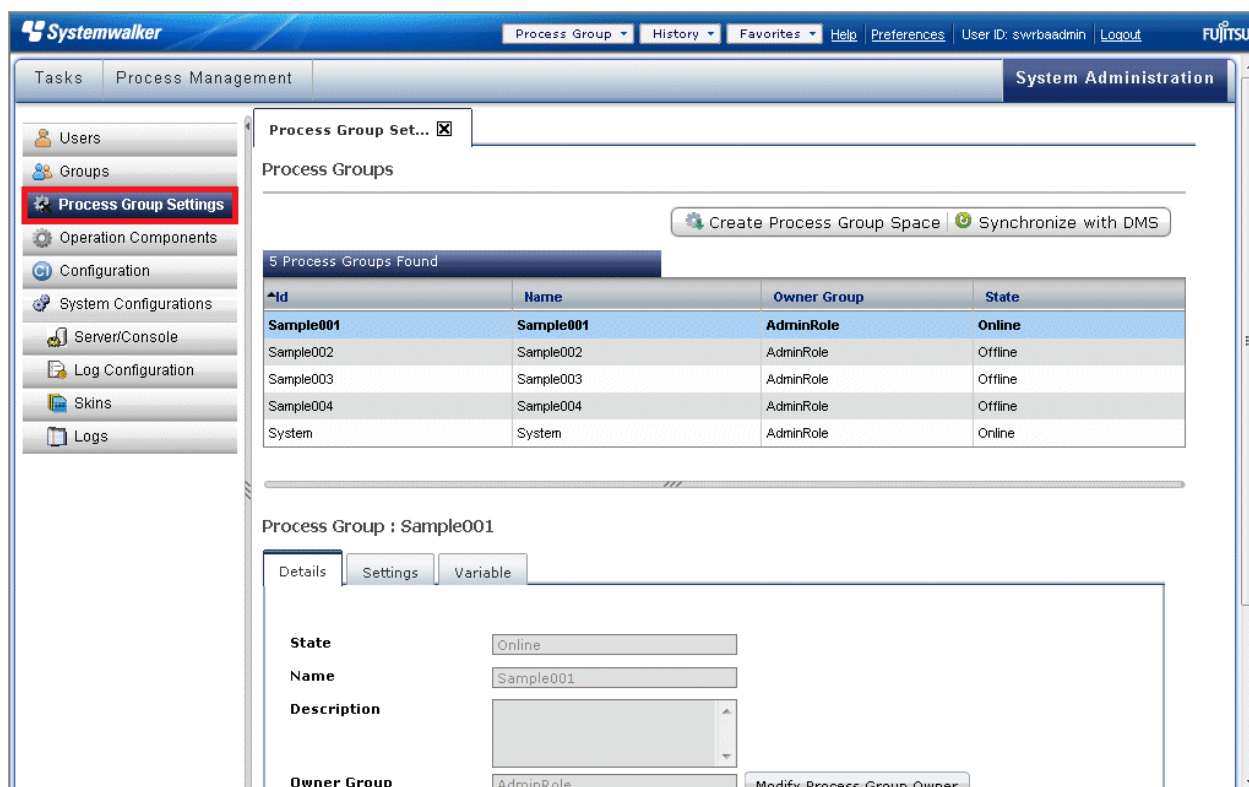 Systemwalker Process Group History Favorites Help Preferences User ID: swrbaadmin Logout FUJITSU
Tasks Process Management System Administration
Users
Groups
Process Group Settings
Operation Components
CI Configuration
System Configurations
Server/Console
Log Configuration
Skins
Logs
Process Group Set...
Process Groups
Create Process Group Space Synchronize with DMS
5 Process Groups Found
Id Name Owner Group State
Sample001 Sample001 AdminRole Online
Sample002 Sample002 AdminRole Offline
Sample003 Sample003 AdminRole Offline
Sample004 Sample004 AdminRole Offline
System System AdminRole Online
Process Group : Sample001
Details Settings Variable
State Online
Name Sample001
Description
Owner Group AdminRole Modify Process Group Owner